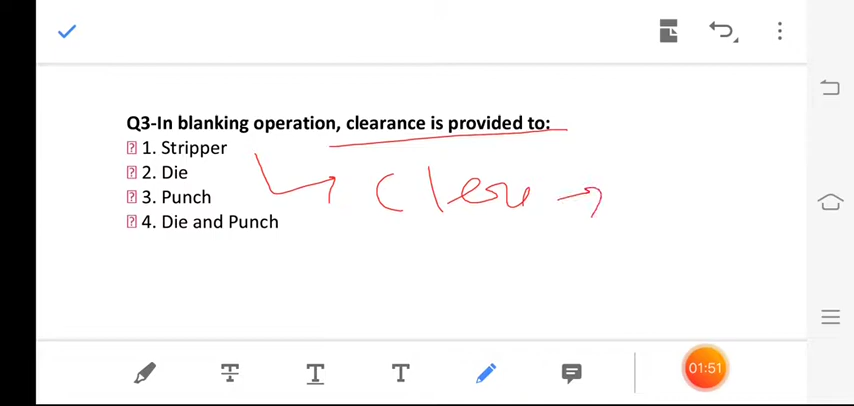 Q3-In blanking operation, clearance is provided to:
1. Stripper
2. Die
3. Punch
4. Die and Punch
01:51